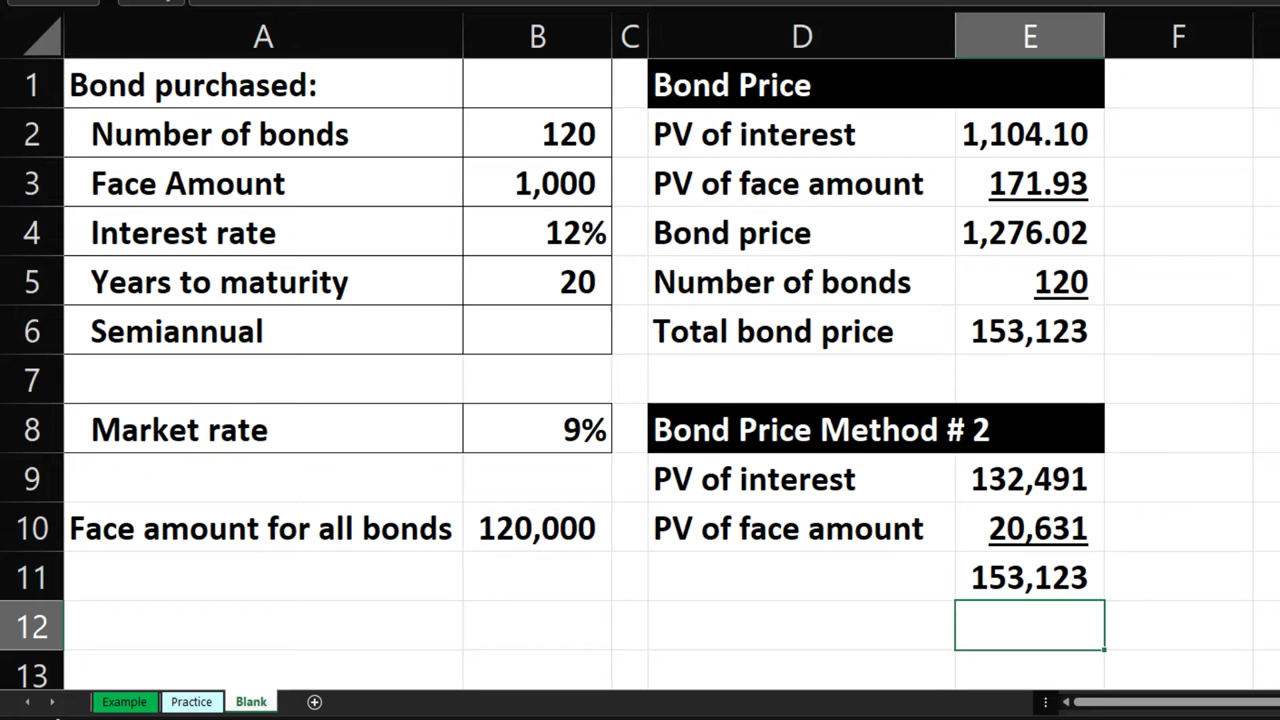 A B C D E F
1 Bond purchased: Bond Price
2 Number of bonds 120 PV of interest 1,104.10
3 Face Amount 1,000 PV of face amount 171.93
4 Interest rate 12% Bond price 1,276.02
5 Years to maturity 20 Number of bonds 120
6 Semiannual Total bond price 153,123
7
8 Market rate 9% Bond Price Method # 2
9 PV of interest 132,491
10 Face amount for all bonds 120,000 PV of face amount 20,631
11 153,123
12
13
Example Practice Blank